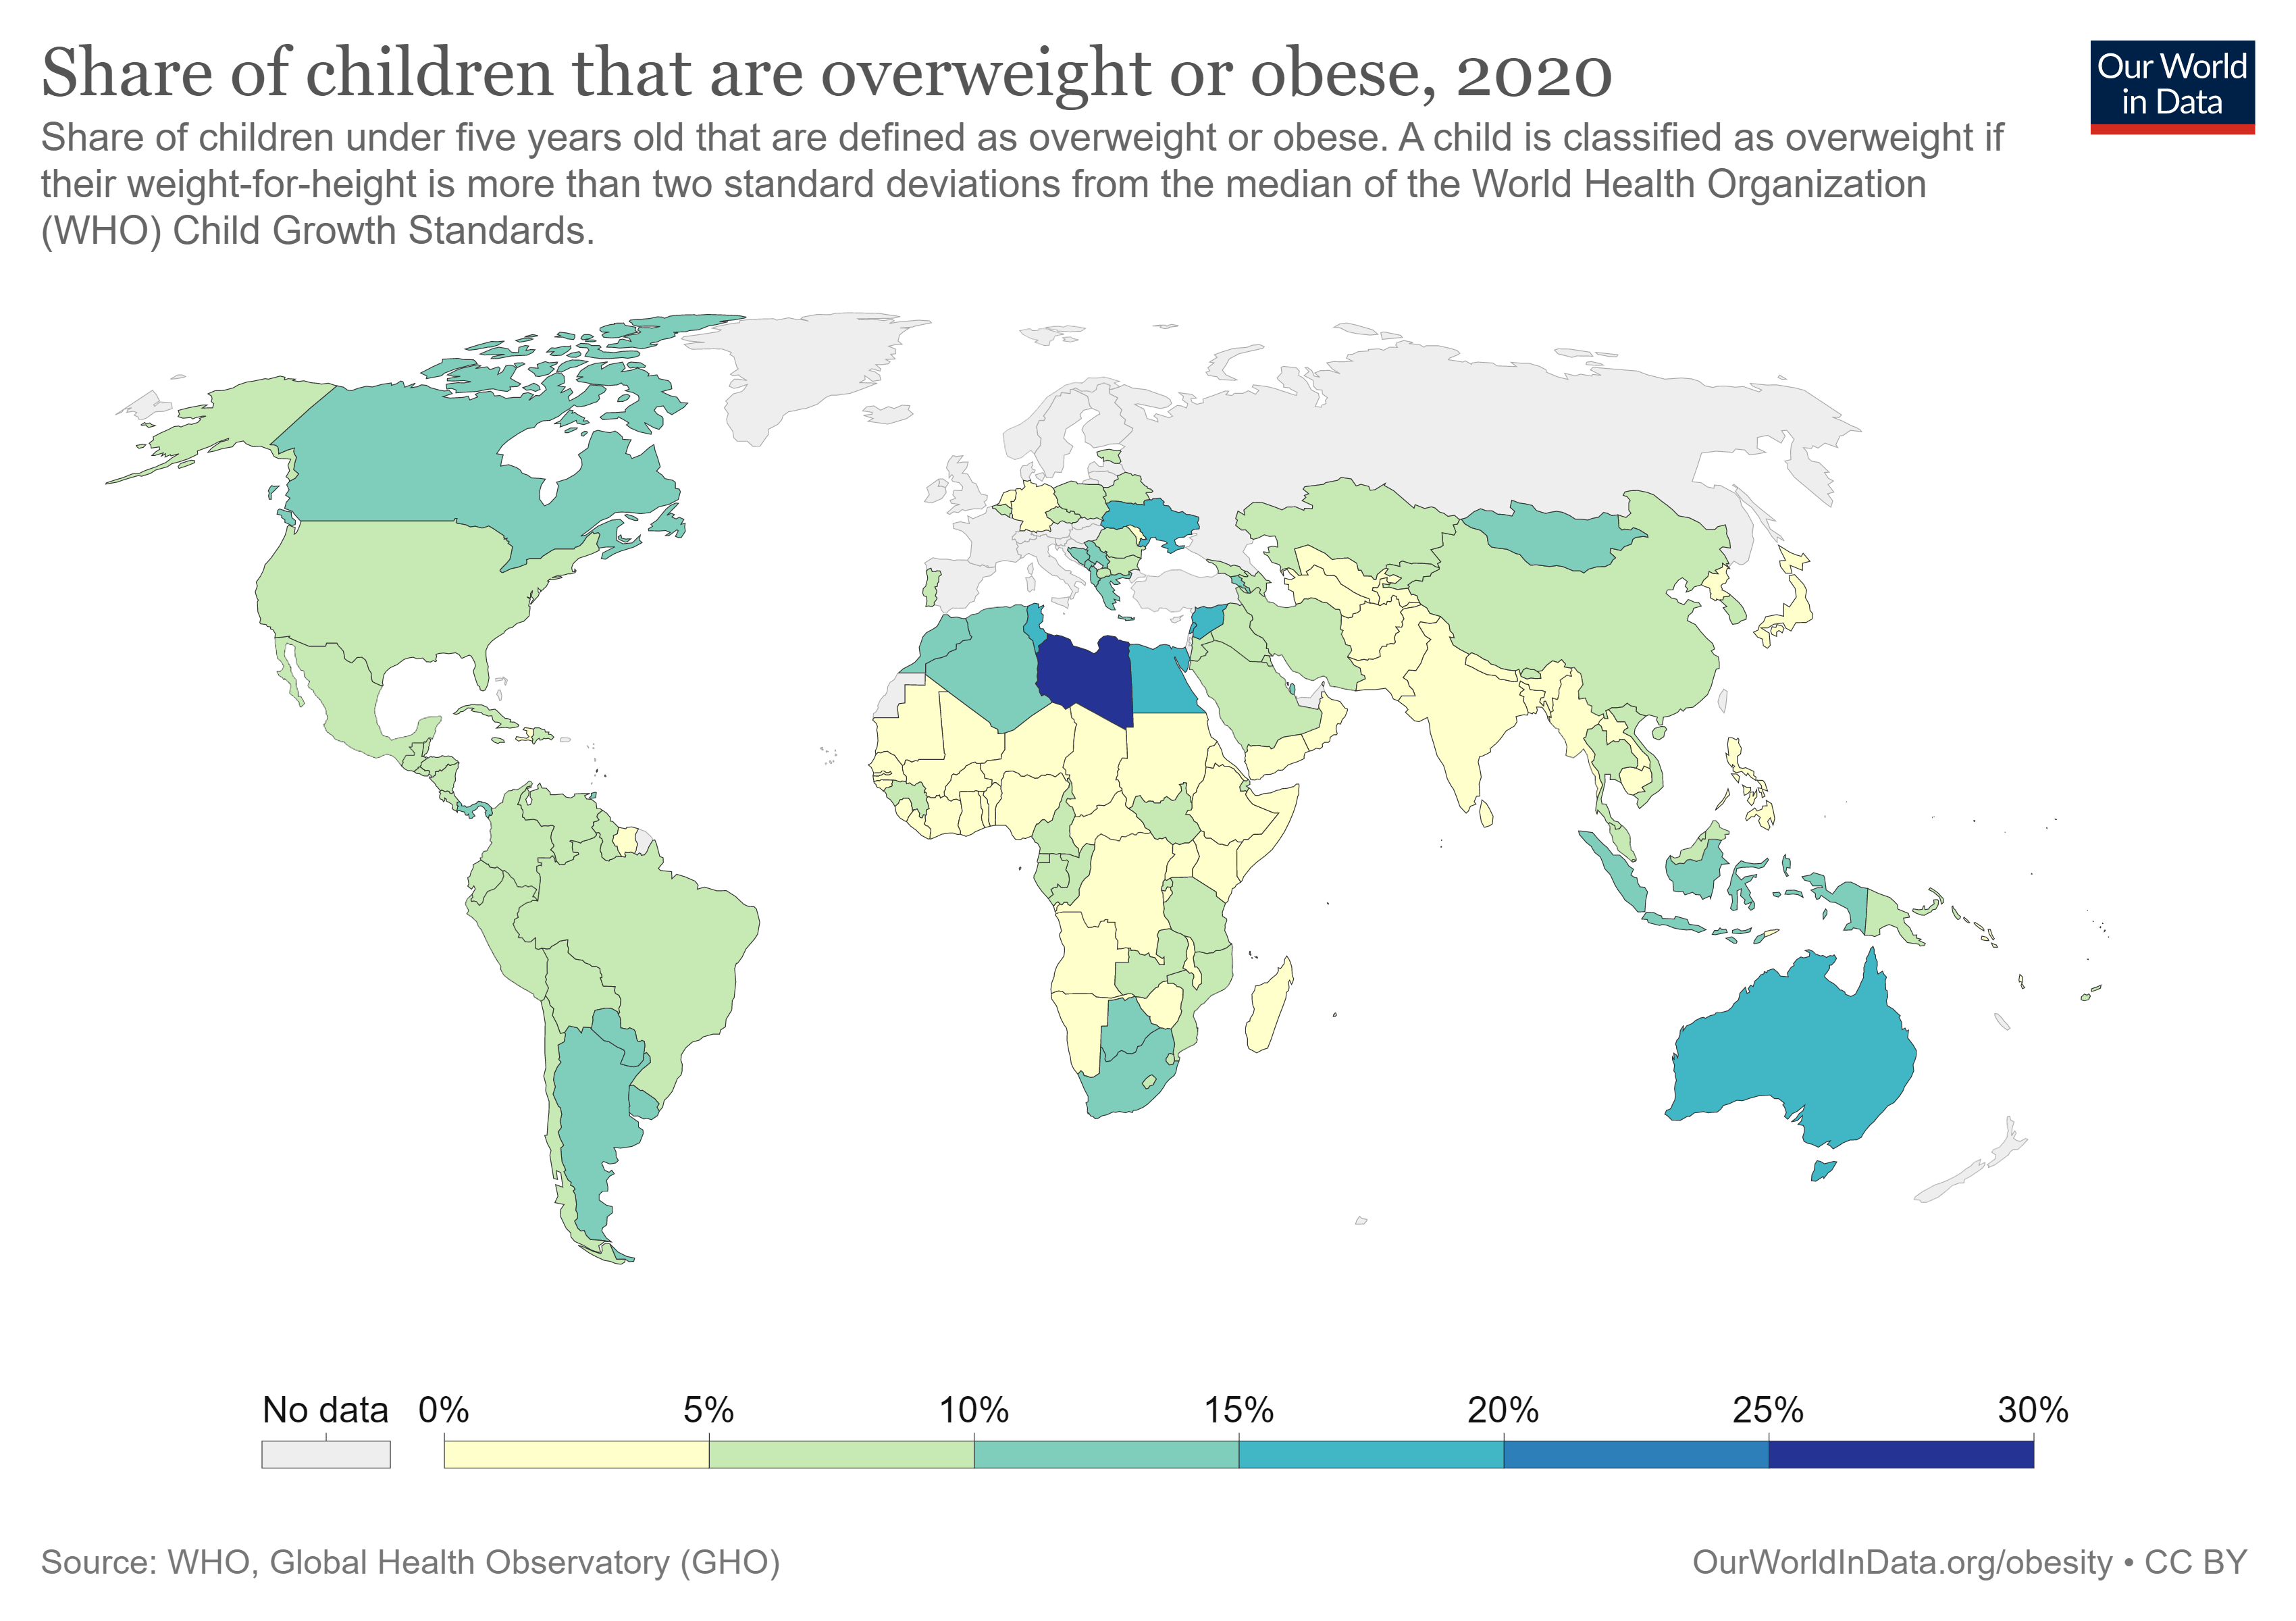 Share of children that are overweight or obese, 2020
Our World
in Data
Share of children under five years old that are defined as overweight or obese. A child is classified as overweight if
their weight-for-height is more than two standard deviations from the median of the World Health Organization
(WHO) Child Growth Standards.
No data 0% 5% 10% 15% 20% 25% 30%
Source: WHO, Global Health Observatory (GHO)
OurWorldInData.org/obesity • CC BY